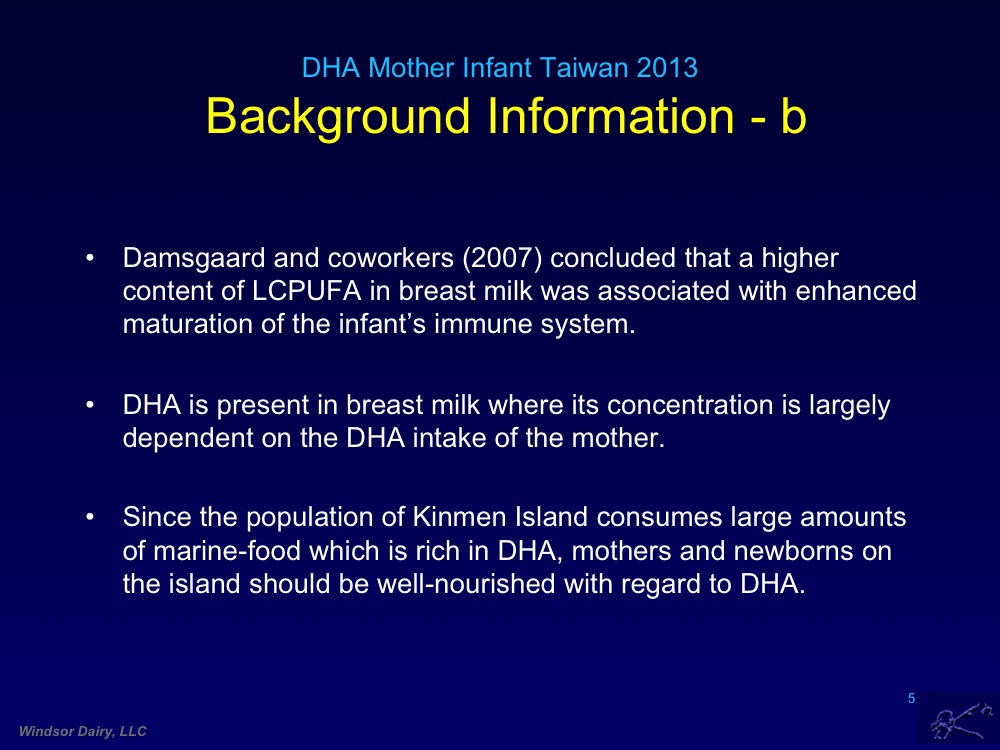 DHA Mother Infant Taiwan 2013
Background Information - b
• Damsgaard and coworkers (2007) concluded that a higher
content of LCPUFA in breast milk was associated with enhanced
maturation of the infant’s immune system.
• DHA is present in breast milk where its concentration is largely
dependent on the DHA intake of the mother.
• Since the population of Kinmen Island consumes large amounts
of marine-food which is rich in DHA, mothers and newborns on
the island should be well-nourished with regard to DHA.
5
Windsor Dairy, LLC